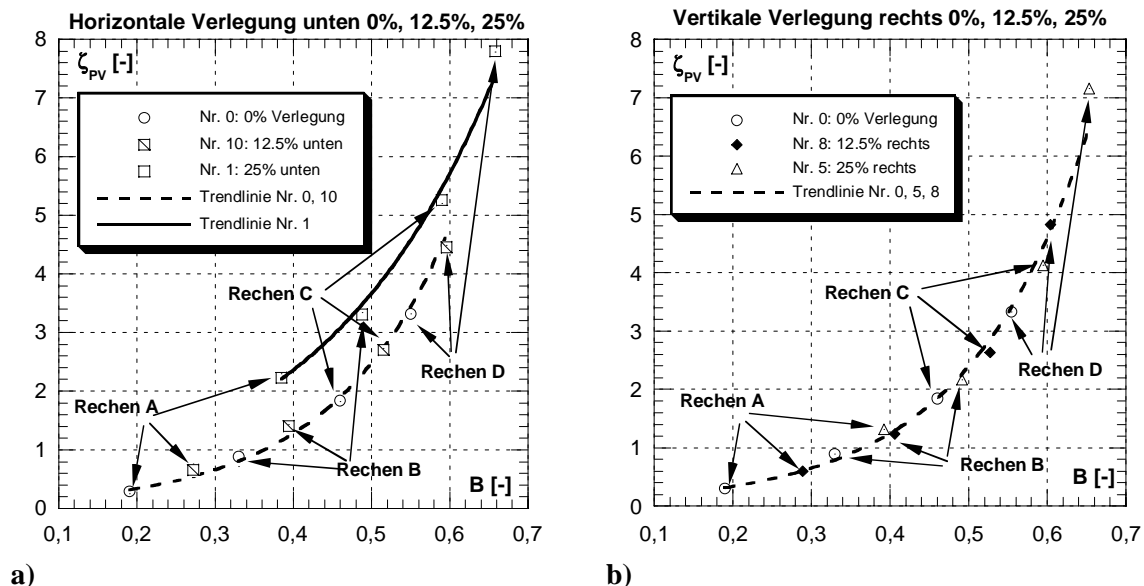 Horizontale Verlegung unten 0%, 12.5%, 25%
8
7
6
5
4
3
2
1
0
ζPV [-]
Nr. 0: 0% Verlegung
Nr. 10: 12.5% unten
Nr. 1: 25% unten
Trendlinie Nr. 0, 10
Trendlinie Nr. 1
Rechen C
Rechen D
Rechen A
Rechen B
B [-]
0,1 0,2 0,3 0,4 0,5 0,6 0,7
a)
Vertikale Verlegung rechts 0%, 12.5%, 25%
8
7
6
5
4
3
2
1
0
ζPV [-]
Nr. 0: 0% Verlegung
Nr. 8: 12.5% rechts
Nr. 5: 25% rechts
Trendlinie Nr. 0, 5, 8
Rechen C
Rechen D
Rechen A
Rechen B
B [-]
0,1 0,2 0,3 0,4 0,5 0,6 0,7
b)